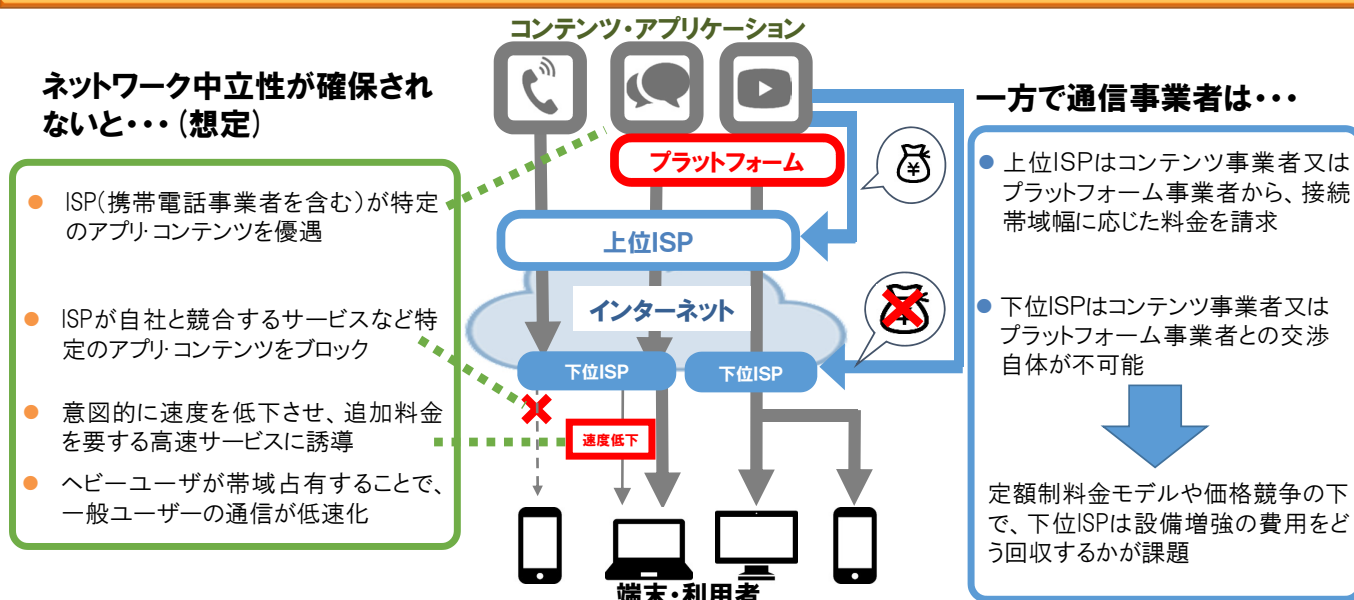 コンテンツ・アプリケーション
ネットワーク中立性が確保され
ないと・・・(想定)
ISP(携帯電話事業者を含む)が特定
のアプリ・コンテンツを優遇
ISPが自社と競合するサービスなど特
定のアプリ・コンテンツをブロック
意図的に速度を低下させ、追加料金
を要する高速サービスに誘導
ヘビーユーザが帯域占有することで、
一般ユーザーの通信が低速化
プラットフォーム
上位ISP
インターネット
下位ISP
下位ISP
速度低下
端末・利用者
¥
¥
一方で通信事業者は・・・
上位ISPはコンテンツ事業者又は
プラットフォーム事業者から、接続
帯域幅に応じた料金を請求
下位ISPはコンテンツ事業者又は
プラットフォーム事業者との交渉
自体が不可能
定額制料金モデルや価格競争の下
で、下位ISPは設備増強の費用をど
う回収するかが課題